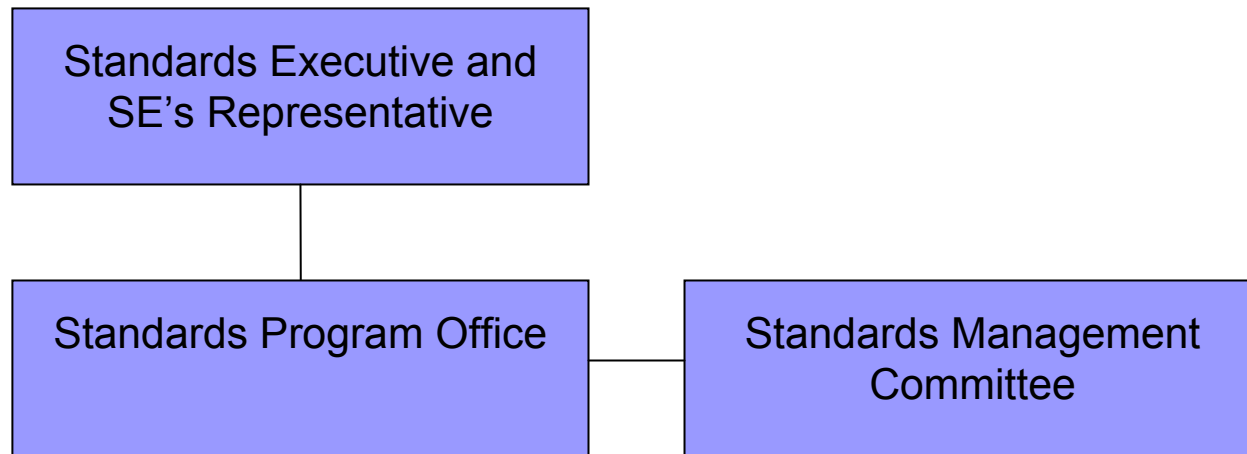 Standards Executive and
SE’s Representative
Standards Program Office
Standards Management
Committee